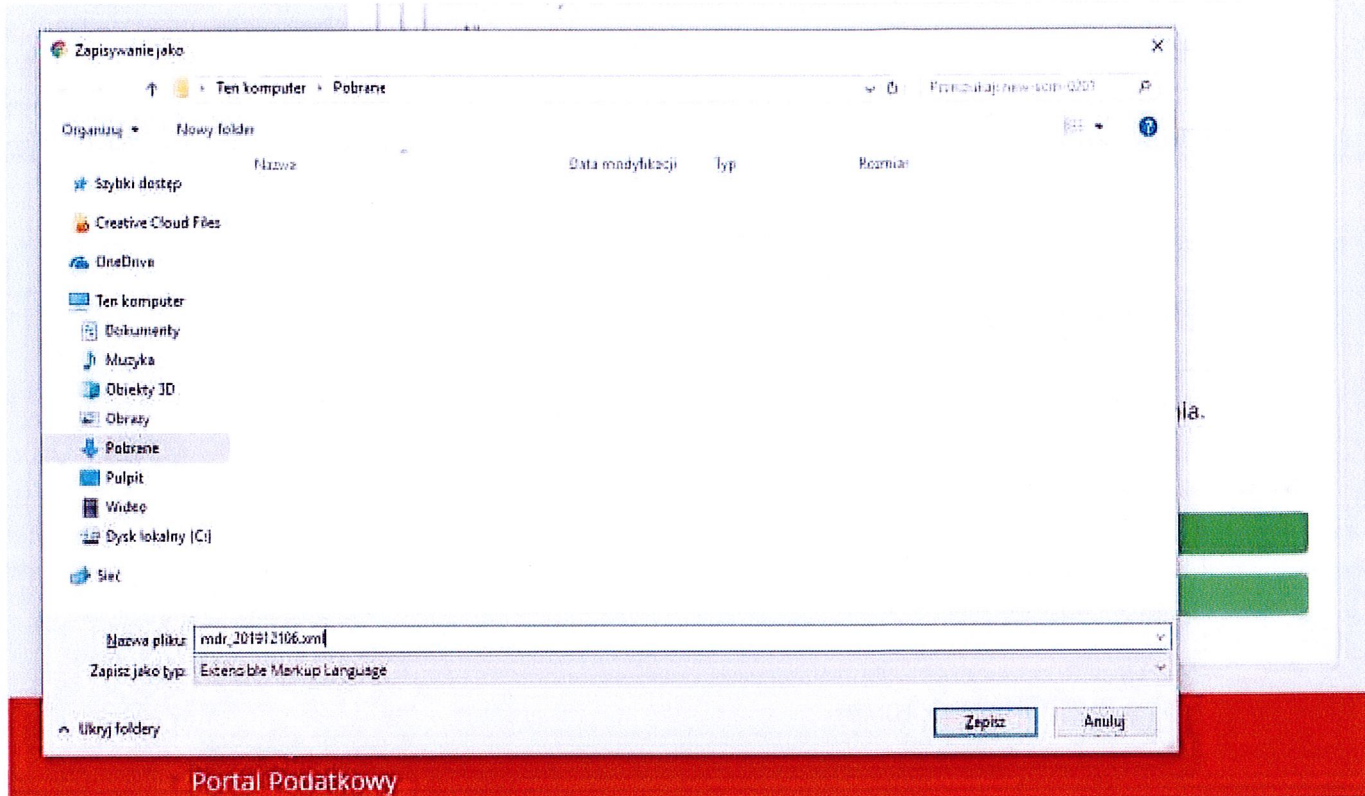 Zapisywanie jako
Ten komputer › Pobrane
Organizuj Nowy folder
Nazwa Data modyfikacji Typ Rozmiar
Szybki dostęp
Creative Cloud Files
OneDrive
Ten komputer
Dokumenty
Muzyka
Obiekty 3D
Obrazy
Pobrane
Pulpit
Wideo
Dysk lokalny (C:)
Sieć
nia.
Nazwa pliku: mdr_201912106.xml
Zapisz jako typ: Extensible Markup Language
Ukryj foldery
Zapisz Anuluj
Portal Podatkowy